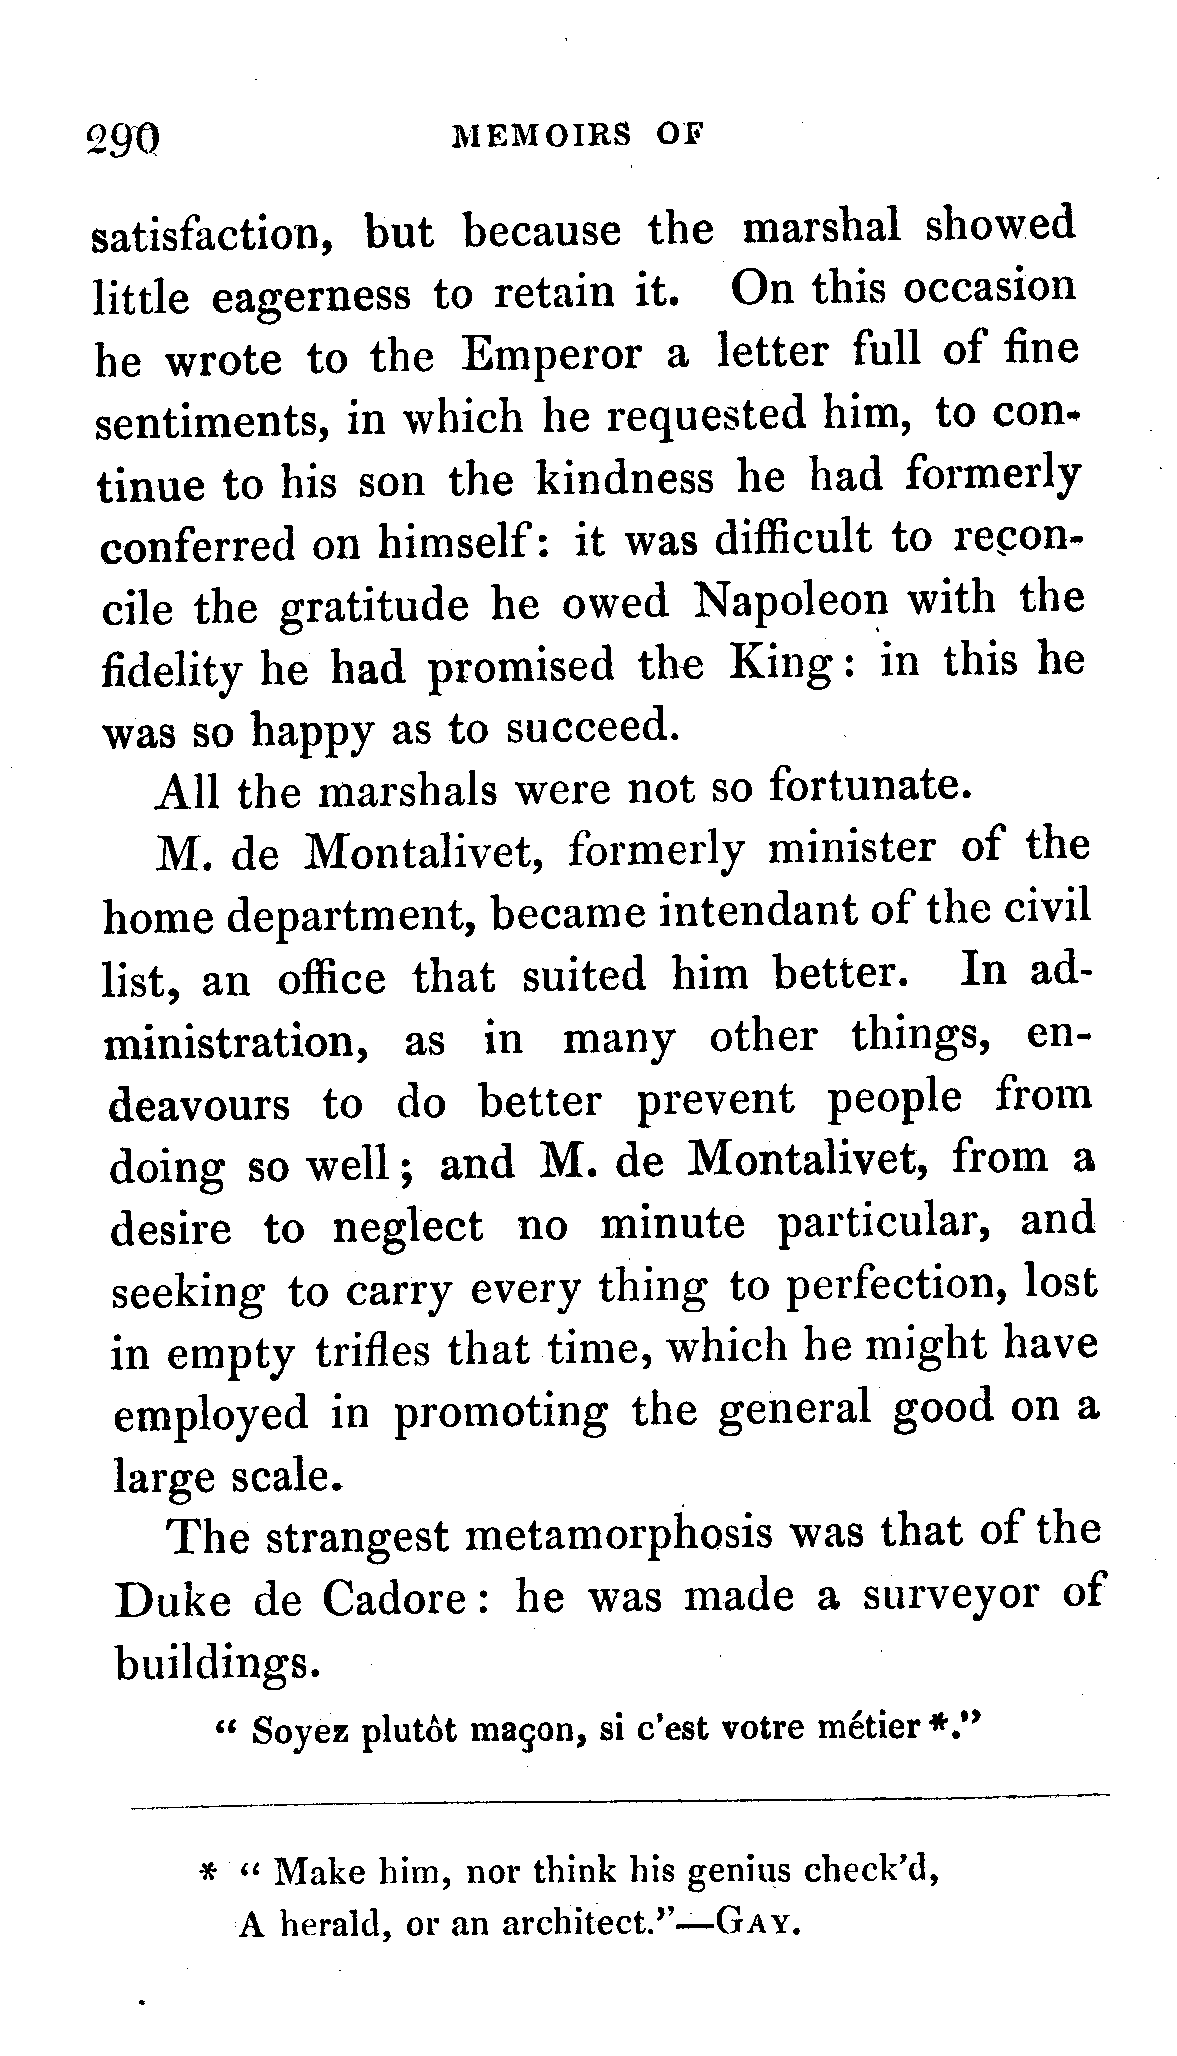 290 MEMOIRS OF
satisfaction, but because the marshal showed
little eagerness to retain it. On this occasion
he wrote to the Emperor a letter full of fine
sentiments, in which he requested him, to con-
tinue to his son the kindness he had formerly
conferred on himself: it was difficult to recon-
cile the gratitude he owed Napoleon with the
fidelity he had promised the King: in this he
was so happy as to succeed.
All the marshals were not so fortunate.
M. de Montalivet, formerly minister of the
home department, became intendant of the civil
list, an office that suited him better. In ad-
ministration, as in many other things, en-
deavours to do better prevent people from
doing so well; and M. de Montalivet, from a
desire to neglect no minute particular, and
seeking to carry every thing to perfection, lost
in empty trifles that time, which he might have
employed in promoting the general good on a
large scale.
The strangest metamorphosis was that of the
Duke de Cadore: he was made a surveyor of
buildings.
“ Soyez plutôt maçon, si c'est votre métier*.”
* “ Make him, nor think his genius check'd,
A herald, or an architect.”—GAY.